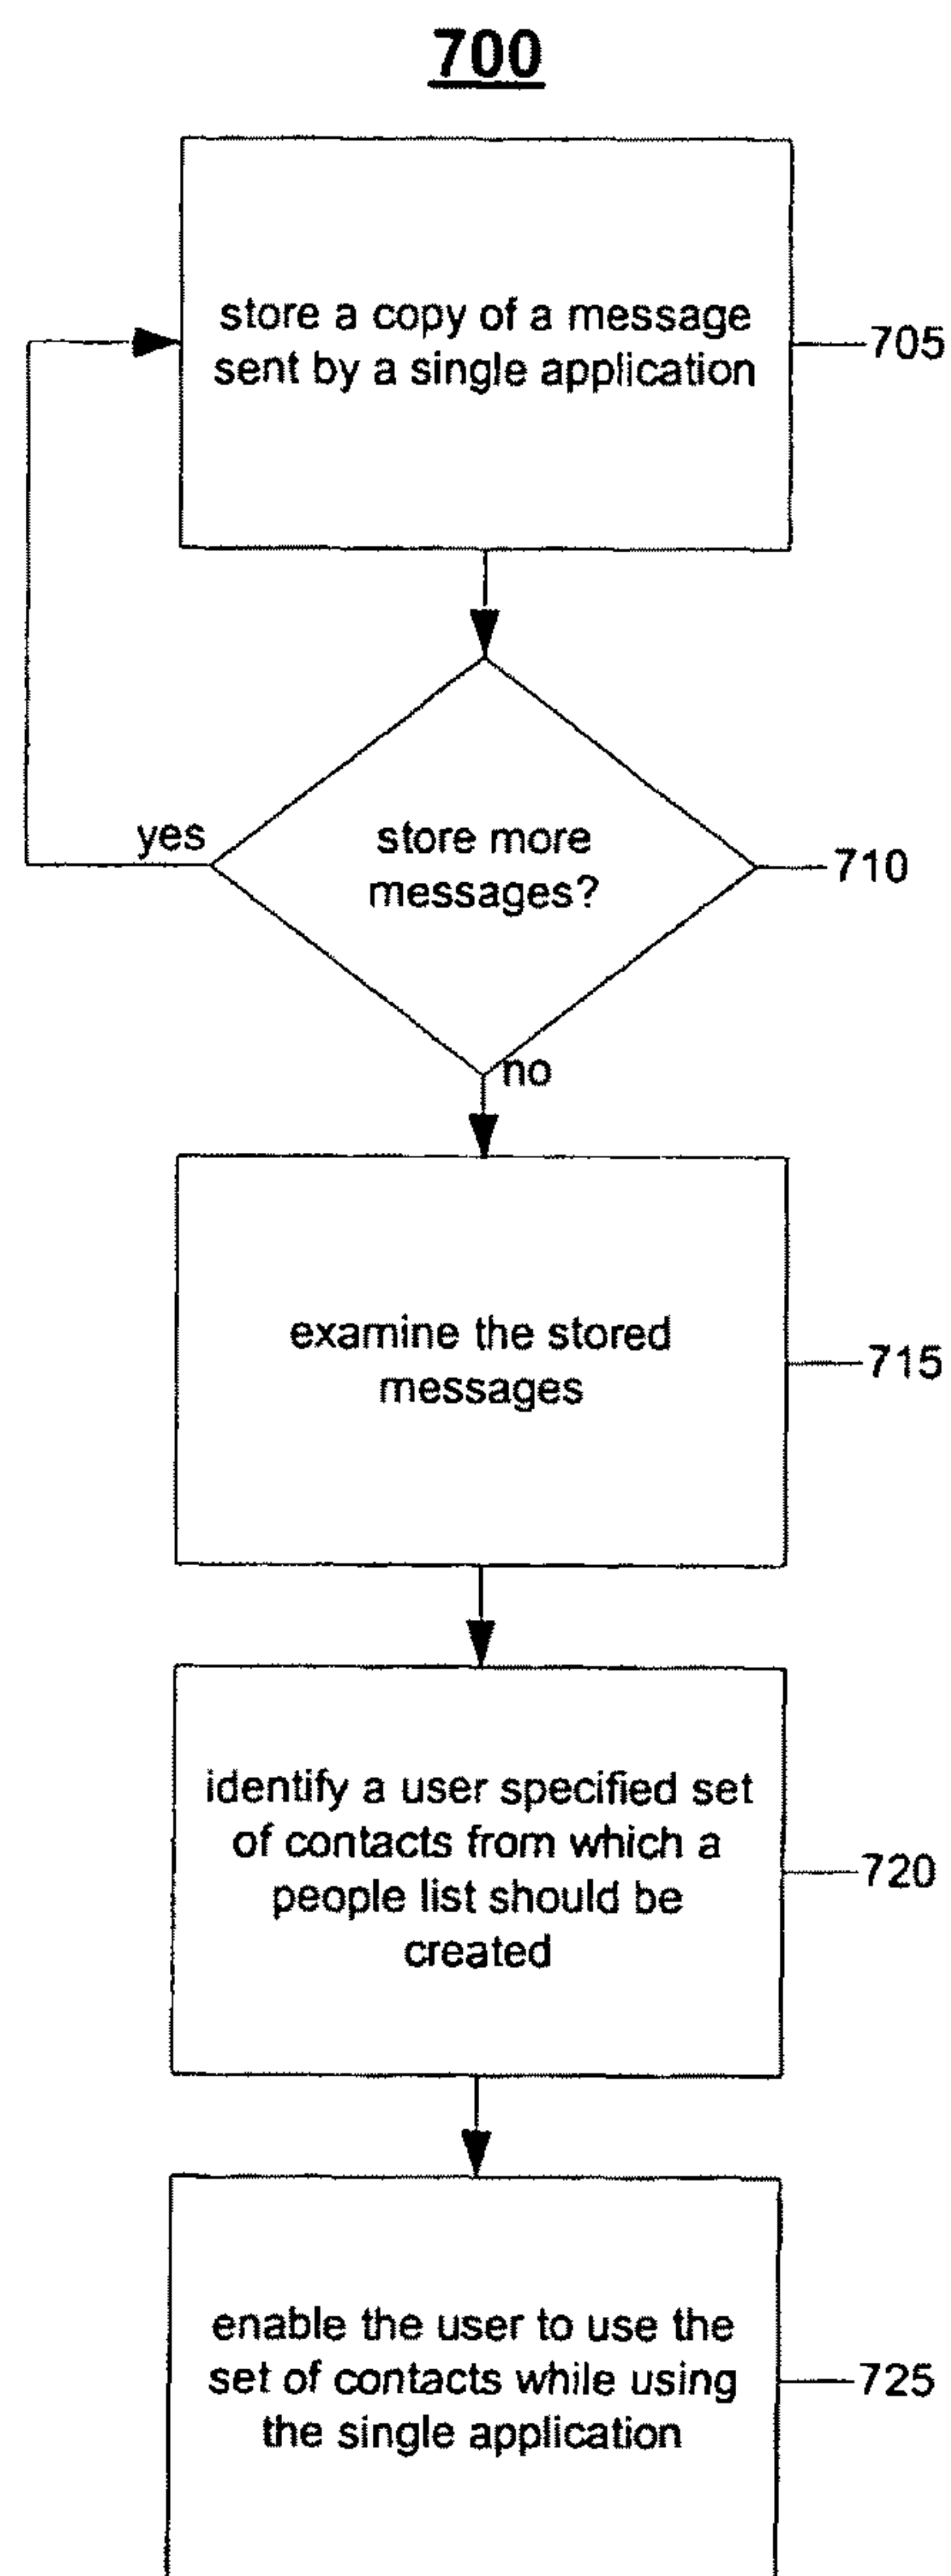 700
store a copy of a message
sent by a single application
705
yes
store more
messages?
710
no
examine the stored
messages
715
identify a user specified set
of contacts from which a
people list should be
created
720
enable the user to use the
set of contacts while using
the single application
725